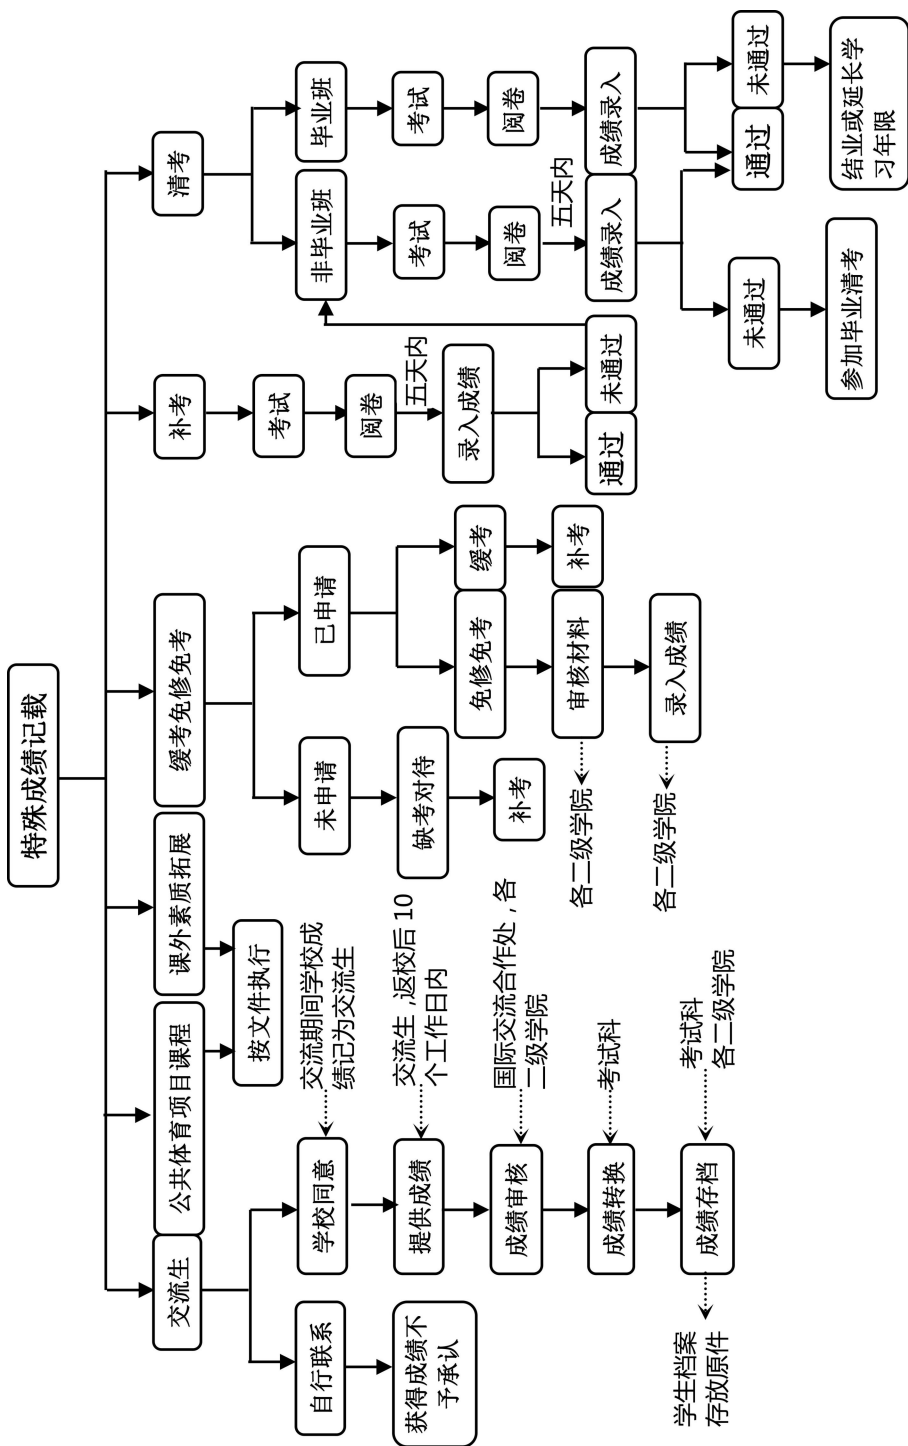 特殊成绩记载
交流生
公共体育项目课程
课外素质拓展
缓考免修免考
补考
清考
自行联系
获得成绩不
予承认
学校同意
交流期间学校成
绩记为交流生
提供成绩
交流生,返校后 10
个工作日内
成绩审核
国际交流合作处,各
二级学院
成绩转换
考试科
成绩存档
考试科
各二级学院
学生档案
存放原件
按文件执行
未申请
缺考对待
补考
已申请
免修免考
审核材料
各二级学院
录入成绩
各二级学院
缓考
补考
考试
阅卷
五天内
录入成绩
通过
未通过
非毕业班
考试
阅卷
五天内
成绩录入
未通过
参加毕业清考
毕业班
考试
阅卷
成绩录入
通过
未通过
结业或延长学
习年限